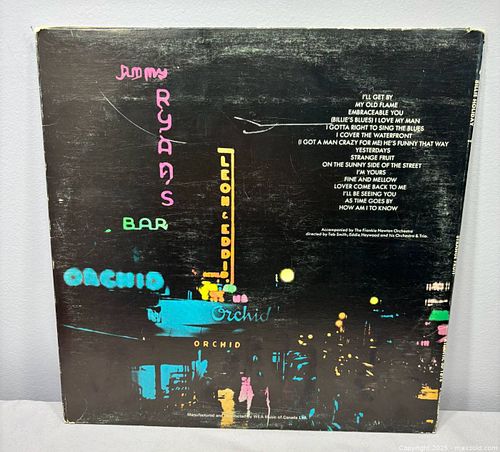 Jimmy
RYAN'S
BAR
LEON & EDDIE
ORCHID
Orchid
ORCHID
I'LL GET BY
MY OLD FLAME
EMBRACEABLE YOU
(BILLIE'S BLUES) I LOVE MY MAN
I GOTTA RIGHT TO SING THE BLUES
I COVER THE WATERFRONT
(I GOT A MAN CRAZY FOR ME) HE'S FUNNY THAT WAY
YESTERDAYS
STRANGE FRUIT
ON THE SUNNY SIDE OF THE STREET
I'M YOURS
FINE AND MELLOW
LOVER COME BACK TO ME
I'LL BE SEEING YOU
AS TIME GOES BY
HOW AM I TO KNOW
Accompanied by The Frankie Newton Orchestra
directed by Tab Smith, Eddie Heywood and his Orchestra & Trio.
BILLIE HOLIDAY
Manufactured and Distributed by WEA Music of Canada Ltd.
Copyright 2025 - maxsold.com